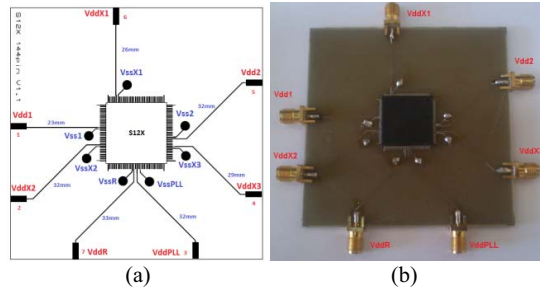 VddX1
6
S12X 144pin V1.1
26mm
VssX1
Vdd2
5
32mm
Vdd1
1
23mm
Vss1
S12X
Vss2
VssX2
VssX3
VddX2
2
32mm
29mm
VddX3
4
VssR
VssPLL
33mm
32mm
7
VddR
VddPLL
3
(a)
VddX1
Vdd2
Vdd1
VddX2
VddX
VddR
VddPLL
(b)